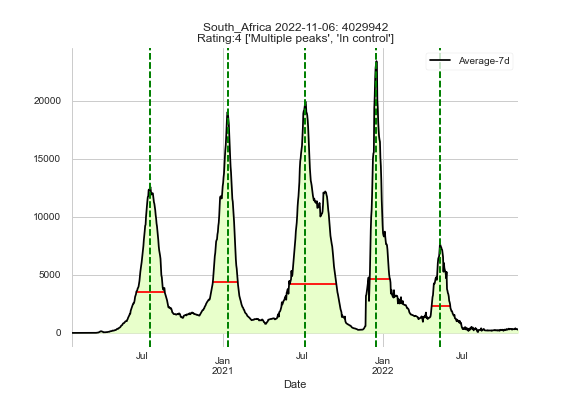 South_Africa 2022-11-06: 4029942
Rating:4 ['Multiple peaks', 'In control']
Average-7d
20000
15000
10000
5000
0
Jul
Jan
2021
Jul
Jan
2022
Jul
Date